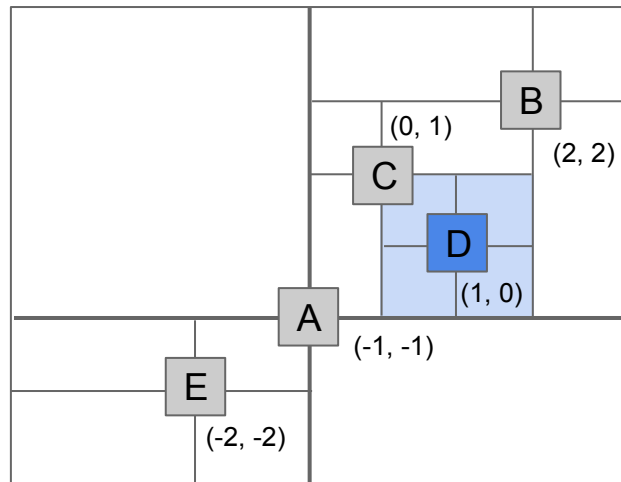 B
(0, 1)
(2, 2)
C
D
(1, 0)
A
(-1, -1)
E
(-2, -2)